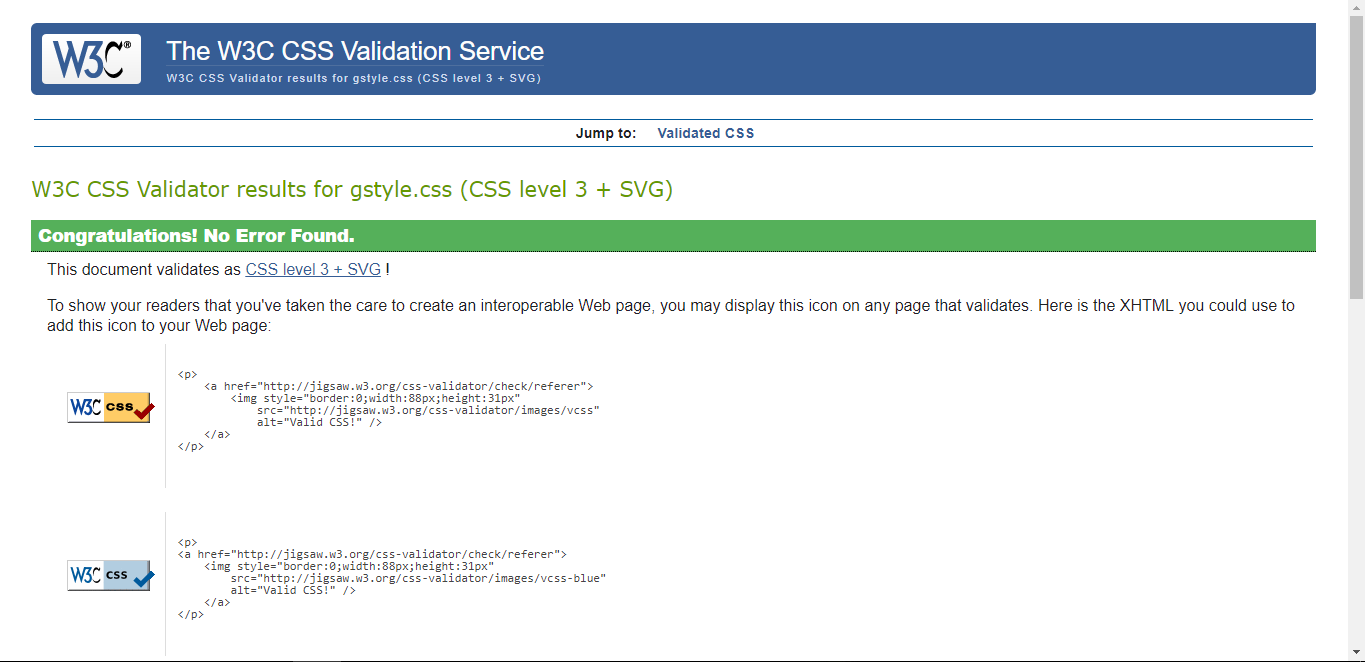 W3C®
The W3C CSS Validation Service
W3C CSS Validator results for gstyle.css (CSS level 3 + SVG)
Jump to: Validated CSS
W3C CSS Validator results for gstyle.css (CSS level 3 + SVG)
Congratulations! No Error Found.
This document validates as CSS level 3 + SVG !
To show your readers that you've taken the care to create an interoperable Web page, you may display this icon on any page that validates. Here is the XHTML you could use to
add this icon to your Web page:
W3C css
<p>
<a href="http://jigsaw.w3.org/css-validator/check/referer">
<img style="border:0;width:88px;height:31px"
src="http://jigsaw.w3.org/css-validator/images/vcss"
alt="Valid CSS!" />
</a>
</p>
W3C css
<p>
<a href="http://jigsaw.w3.org/css-validator/check/referer">
<img style="border:0;width:88px;height:31px"
src="http://jigsaw.w3.org/css-validator/images/vcss-blue"
alt="Valid CSS!" />
</a>
</p>